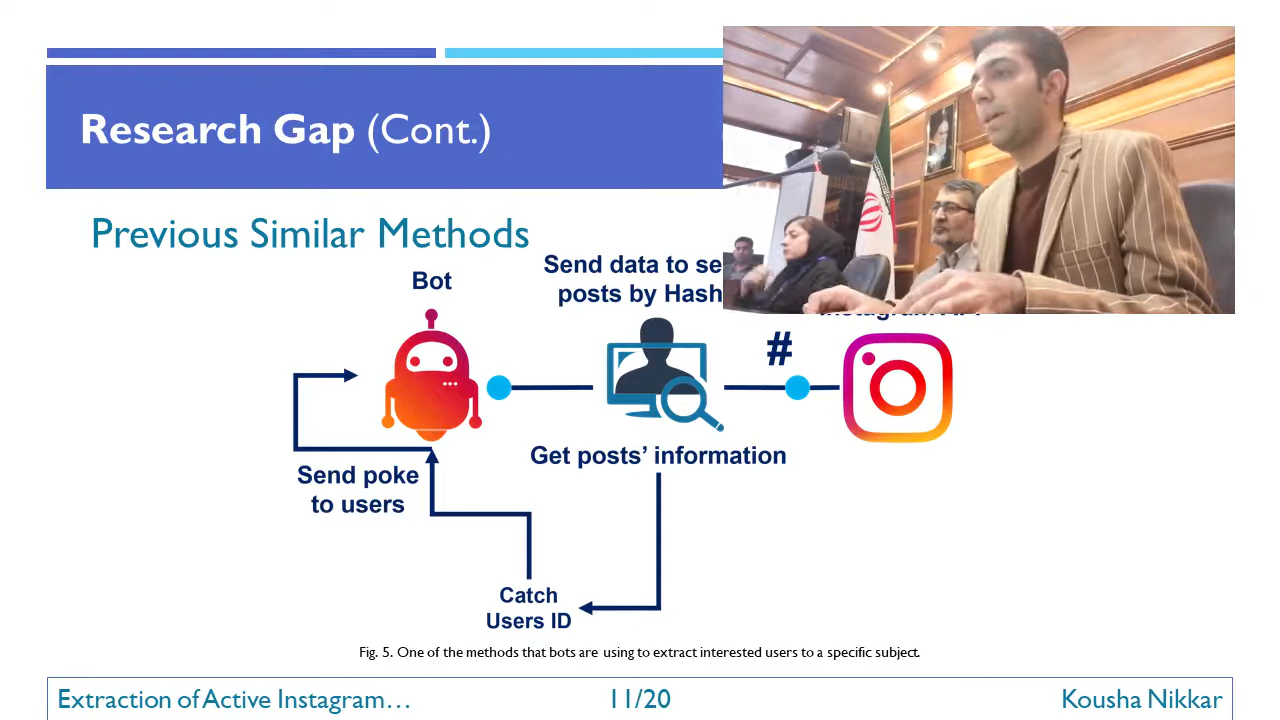 Research Gap (Cont.)
Previous Similar Methods
Bot
Send data to
posts by
#
Get posts’ information
Send poke
to users
Catch
Users ID
Fig. 5. One of the methods that bots are using to extract interested users to a specific subject.
Extraction of Active Instagram…
11/20
Kousha Nikkar